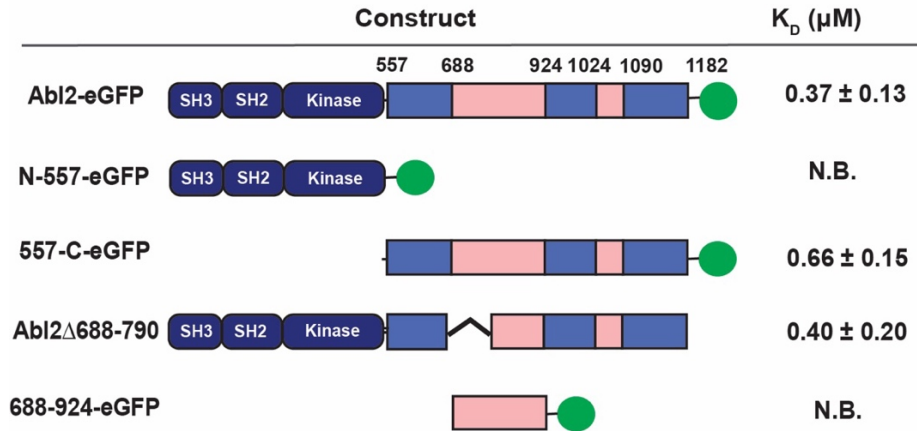 Construct K_D (µM)
557 688 924 1024 1090 1182
Abl2-eGFP SH3 SH2 Kinase 0.37 ± 0.13
N-557-eGFP SH3 SH2 Kinase N.B.
557-C-eGFP 0.66 ± 0.15
Abl2Δ688-790 SH3 SH2 Kinase 0.40 ± 0.20
688-924-eGFP N.B.